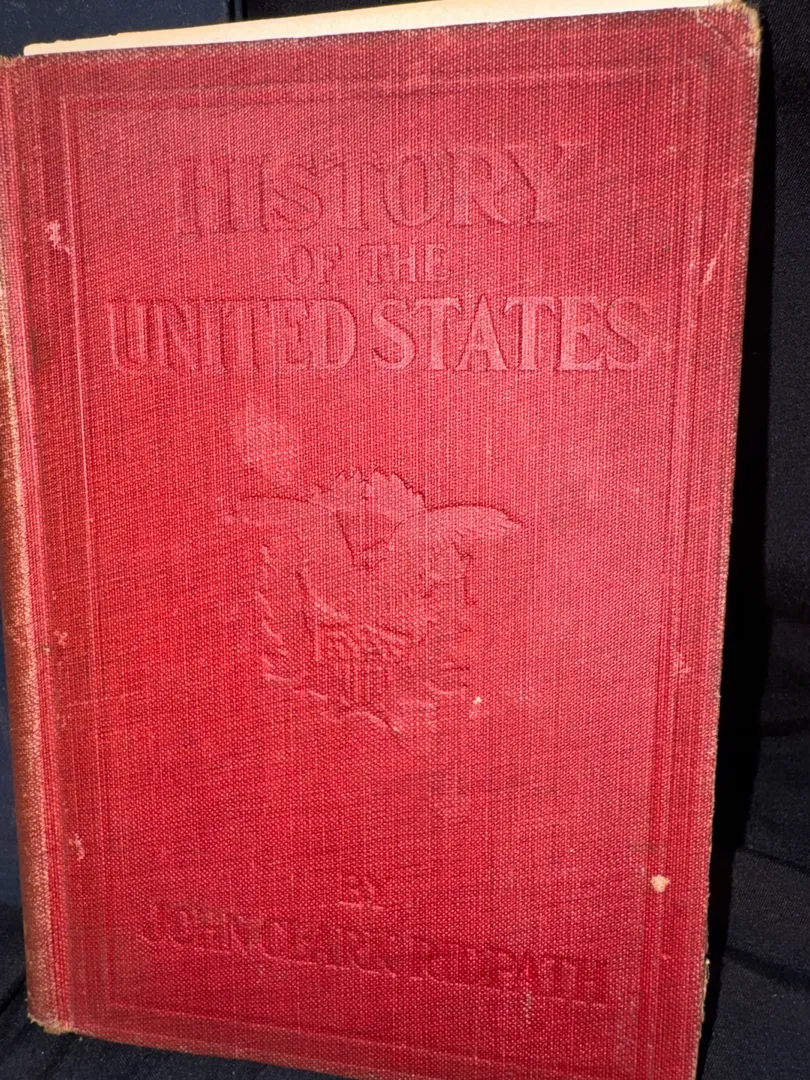 HISTORY
OF THE
UNITED STATES
BY
JOHN CLARK RIDPATH